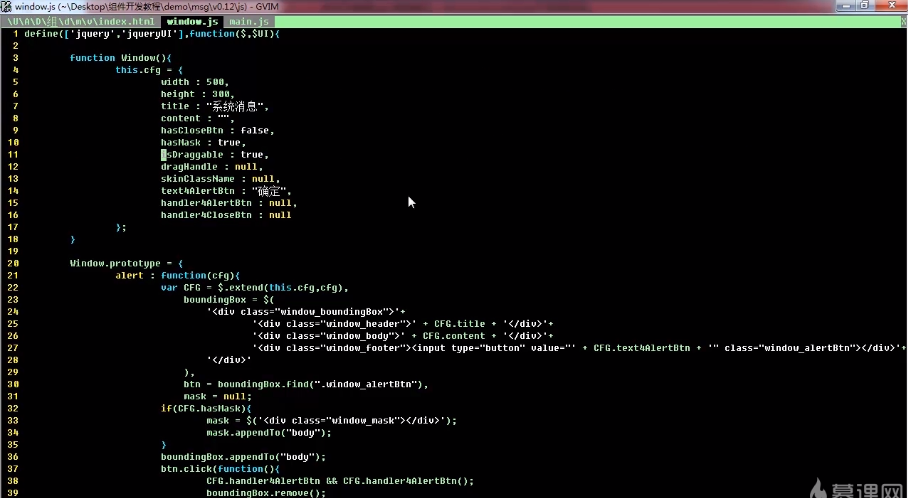 window.js (~\Desktop\组件开发教程\demo\msg\v0.12\js) - GVIM
\U\A\D\组\d\m\v\index.html window.js main.js X
1 define(['jquery','jqueryUI'],function($,$UI){
2
3 function Window(){
4 this.cfg = {
5 width : 500,
6 height : 300,
7 title : "系统消息",
8 content : "",
9 hasCloseBtn : false,
10 hasMask : true,
11 isDraggable : true,
12 dragHandle : null,
13 skinClassName : null,
14 text4AlertBtn : "确定",
15 handler4AlertBtn : null,
16 handler4CloseBtn : null
17 };
18 }
19
20 Window.prototype = {
21 alert : function(cfg){
22 var CFG = $.extend(this.cfg,cfg),
23 boundingBox = $(
24 '<div class="window_boundingBox">'+
25 '<div class="window_header">' + CFG.title + '</div>'+
26 '<div class="window_body">' + CFG.content + '</div>'+
27 '<div class="window_footer"><input type="button" value="' + CFG.text4AlertBtn + '" class="window_alertBtn"></div>'+
28 '</div>'
29 ),
30 btn = boundingBox.find(".window_alertBtn"),
31 mask = null;
32 if(CFG.hasMask){
33 mask = $('<div class="window_mask"></div>');
34 mask.appendTo("body");
35 }
36 boundingBox.appendTo("body");
37 btn.click(function(){
38 CFG.handler4AlertBtn && CFG.handler4AlertBtn();
39 boundingBox.remove();
慕课网